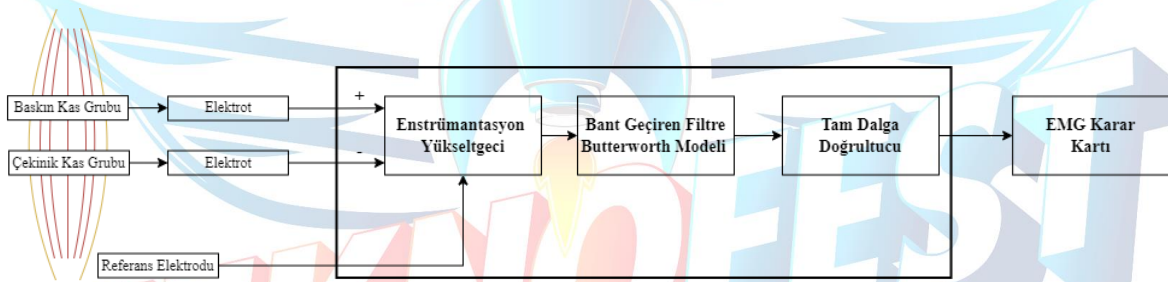 Baskın Kas Grubu
Elektrot
+
Çekinik Kas Grubu
Elektrot
-
Referans Elektrodu
Enstrümantasyon
Yükseltgeci
Bant Geçiren Filtre
Butterworth Modeli
Tam Dalga
Doğrultucu
EMG Karar
Kartı